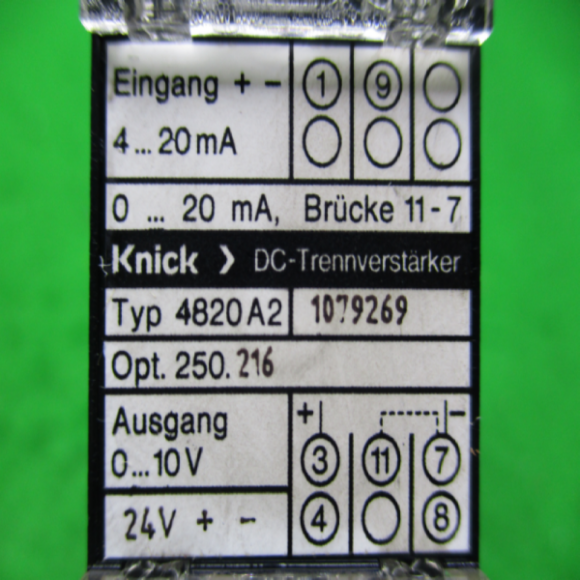 Eingang + - 1 9
4 ... 20 mA
0 ... 20 mA, Brücke 11 - 7
Knick > DC-Trennverstärker
Typ 4820 A2 1079269
Opt. 250. 216
Ausgang + -
0...10 V 3 11 7
24V + - 4 8